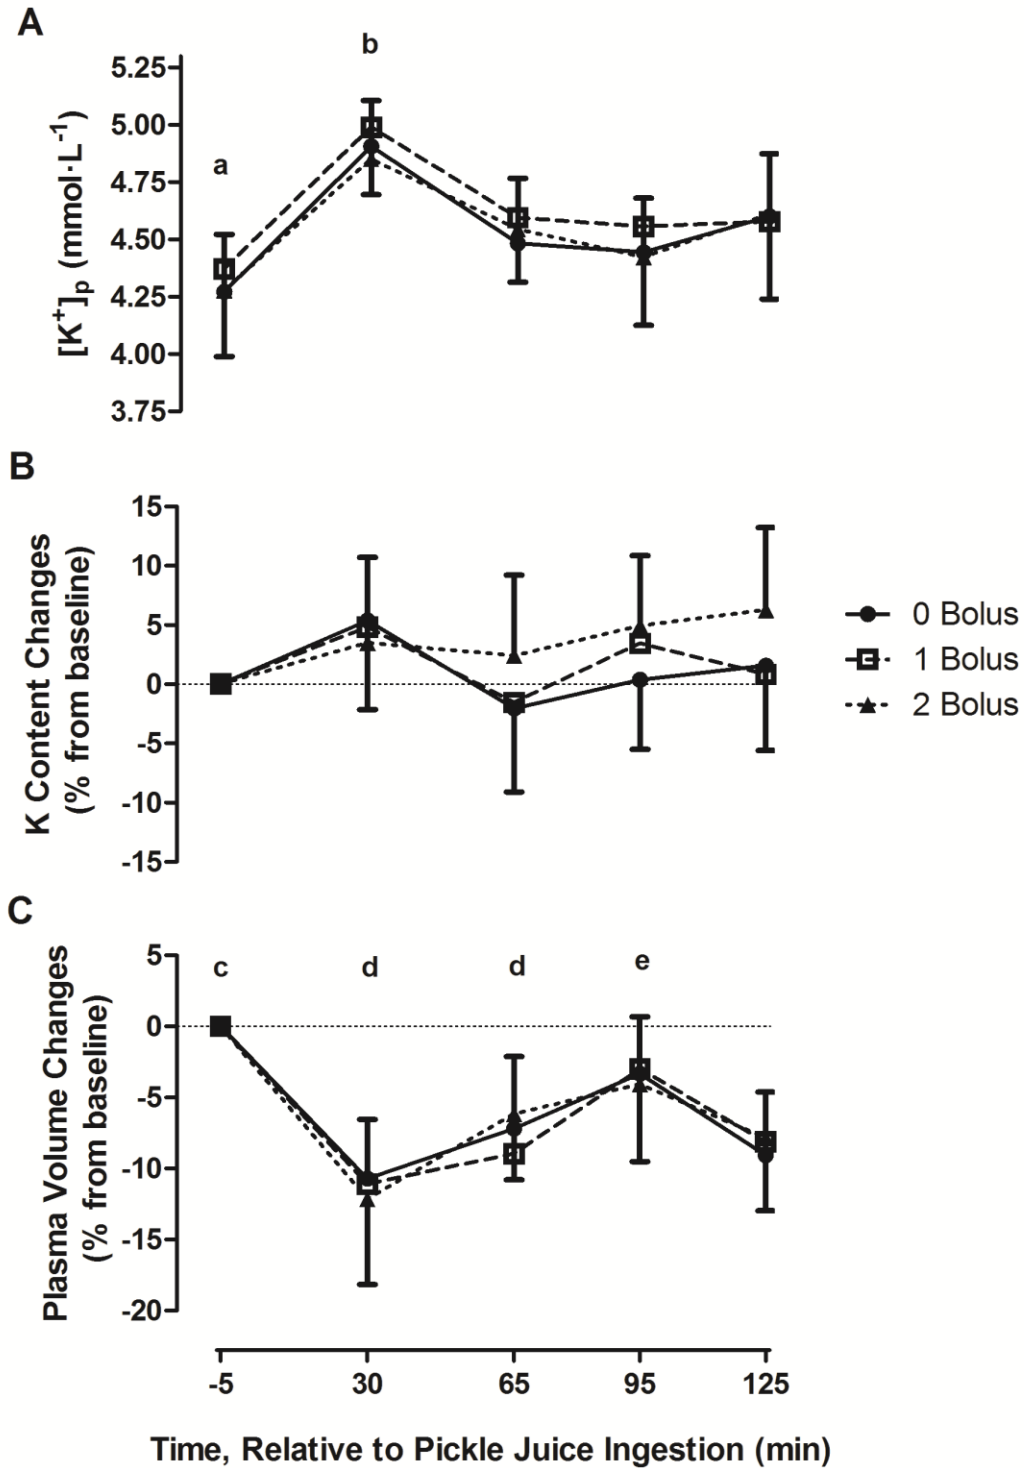 A
b
a
5.25
5.00
4.75
4.50
4.25
4.00
3.75
[K⁺]ₚ (mmol·L⁻¹)
B
15
10
5
0
-5
-10
-15
K Content Changes
(% from baseline)
0 Bolus
1 Bolus
2 Bolus
C
c
d
d
e
5
0
-5
-10
-15
-20
Plasma Volume Changes
(% from baseline)
-5 30 65 95 125
Time, Relative to Pickle Juice Ingestion (min)